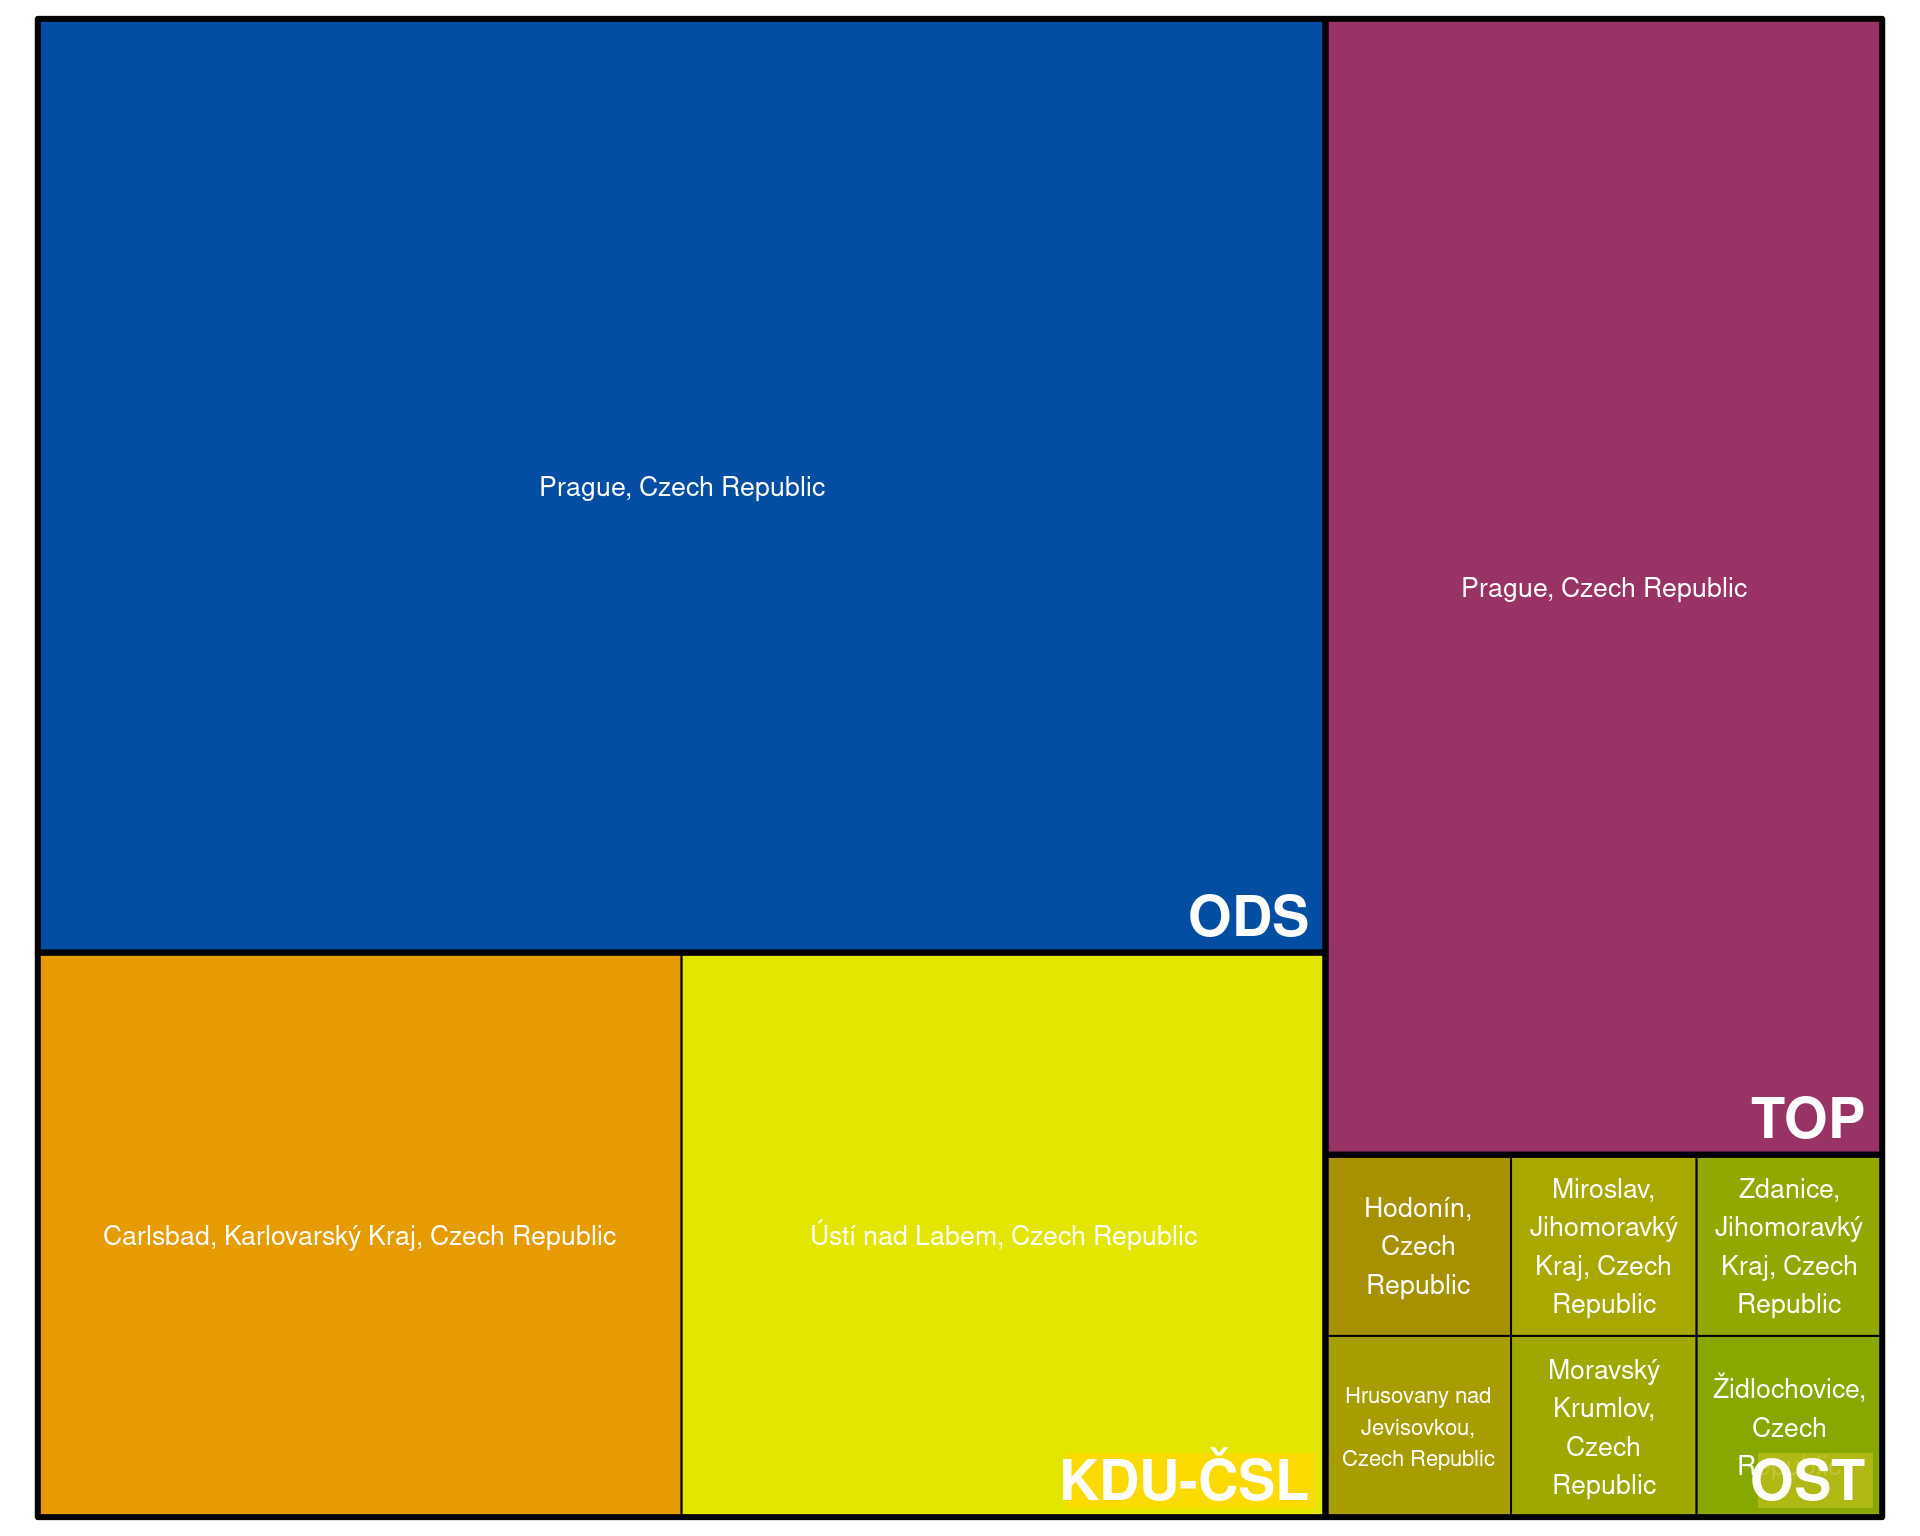 Prague, Czech Republic
ODS
Prague, Czech Republic
TOP
Carlsbad, Karlovarský Kraj, Czech Republic
Ústí nad Labem, Czech Republic
KDU-ČSL
Hodonín,
Czech
Republic
Miroslav,
Jihomoravký
Kraj, Czech
Republic
Zdanice,
Jihomoravký
Kraj, Czech
Republic
Hrusovany nad
Jevisovkou,
Czech Republic
Moravský
Krumlov,
Czech
Republic
Židlochovice,
Czech
Republic
OST